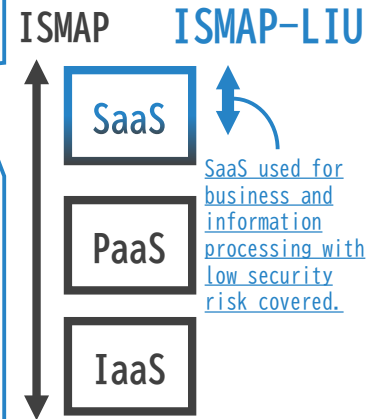 ISMAP ISMAP-LIU
SaaS
SaaS used for
business and
information
processing with
low security
risk covered.
PaaS
IaaS